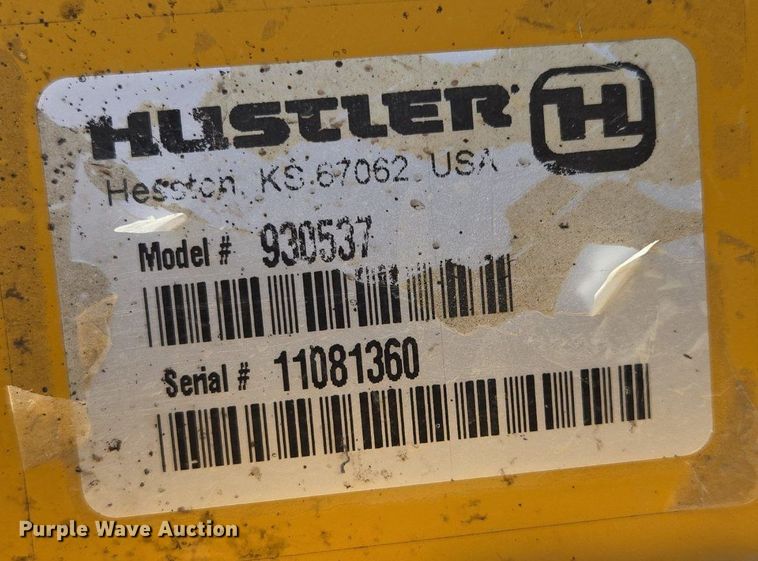 HUSTLER H
Hesston, KS 67062 USA
Model # 930537
Serial # 11081360
Purple Wave Auction